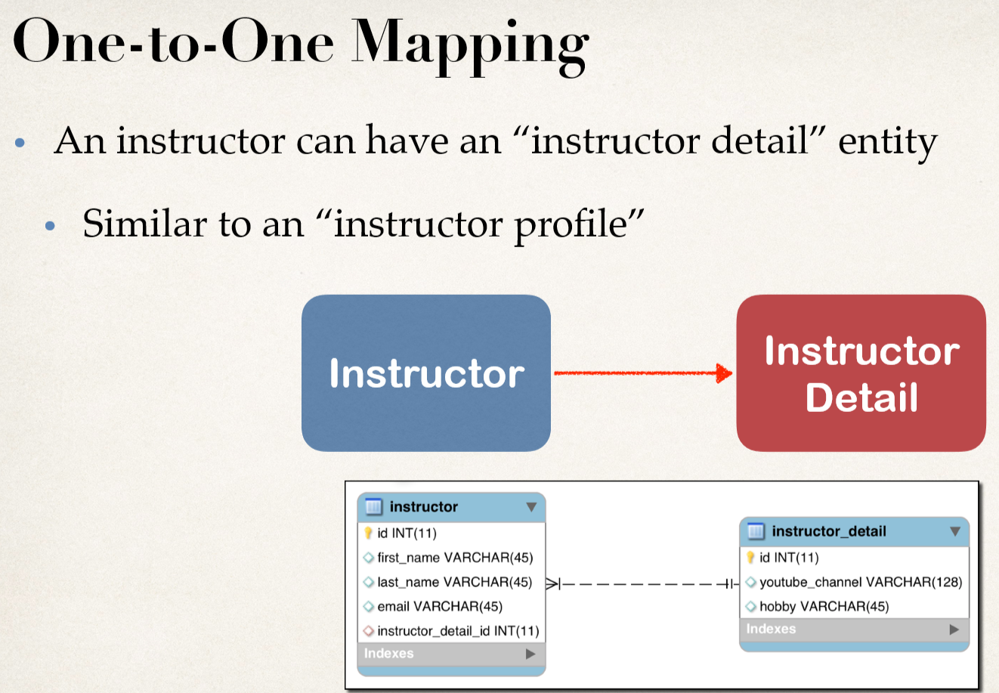 One-to-One Mapping
• An instructor can have an “instructor detail” entity
• Similar to an “instructor profile”
Instructor
Instructor
Detail
instructor
id INT(11)
first_name VARCHAR(45)
last_name VARCHAR(45)
email VARCHAR(45)
instructor_detail_id INT(11)
Indexes
instructor_detail
id INT(11)
youtube_channel VARCHAR(128)
hobby VARCHAR(45)
Indexes